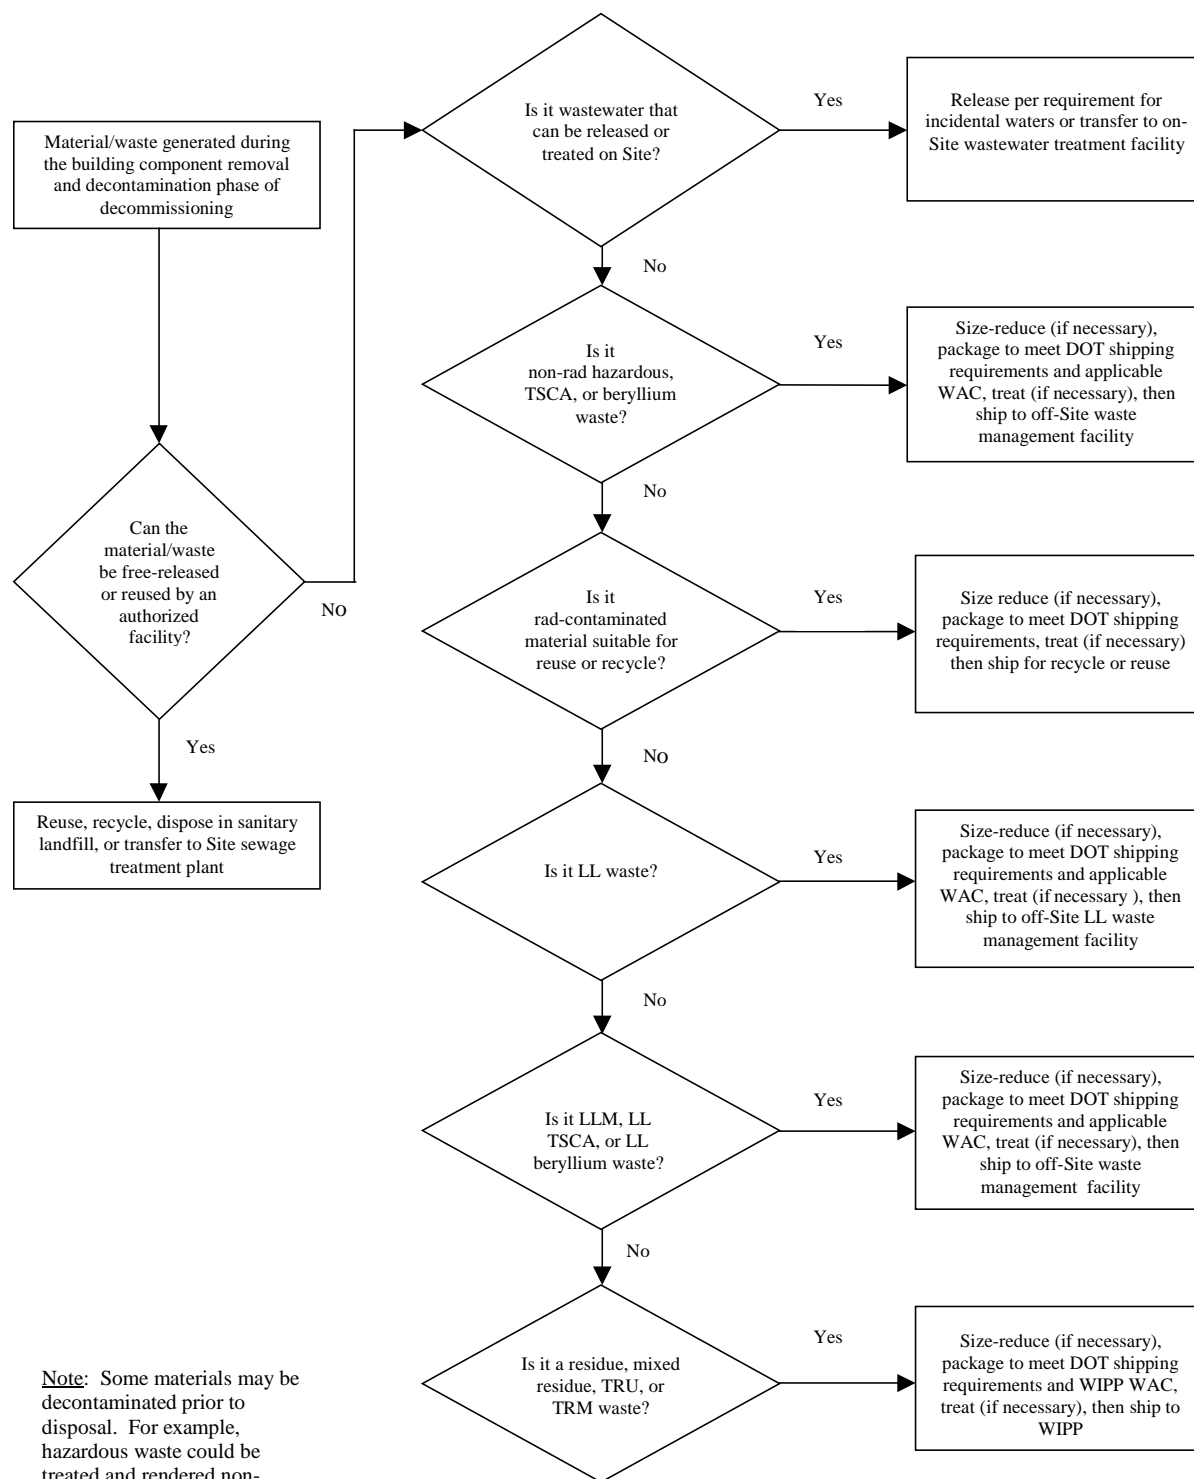 Material/waste generated during
the building component removal
and decontamination phase of
decommissioning
Can the
material/waste
be free-released
or reused by an
authorized
facility?
No
Yes
Reuse, recycle, dispose in sanitary
landfill, or transfer to Site sewage
treatment plant
Is it wastewater that
can be released or
treated on Site?
Yes
Release per requirement for
incidental waters or transfer to on-
Site wastewater treatment facility
No
Is it
non-rad hazardous,
TSCA, or beryllium
waste?
Yes
Size-reduce (if necessary),
package to meet DOT shipping
requirements and applicable
WAC, treat (if necessary), then
ship to off-Site waste
management facility
No
Is it
rad-contaminated
material suitable for
reuse or recycle?
Yes
Size reduce (if necessary),
package to meet DOT shipping
requirements, treat (if necessary)
then ship for recycle or reuse
No
Is it LL waste?
Yes
Size-reduce (if necessary),
package to meet DOT shipping
requirements and applicable
WAC, treat (if necessary ), then
ship to off-Site LL waste
management facility
No
Is it LLM, LL
TSCA, or LL
beryllium waste?
Yes
Size-reduce (if necessary),
package to meet DOT shipping
requirements and applicable
WAC, treat (if necessary), then
ship to off-Site waste
management facility
No
Is it a residue, mixed
residue, TRU, or
TRM waste?
Yes
Size-reduce (if necessary),
package to meet DOT shipping
requirements and WIPP WAC,
treat (if necessary), then ship to
WIPP
Note: Some materials may be
decontaminated prior to
disposal. For example,
hazardous waste could be
treated and rendered non-